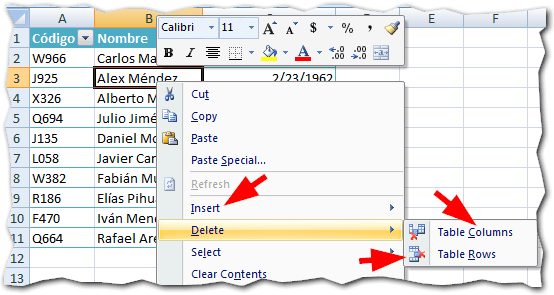 Calibri 11 A A $ % ,
B I A .00 .0
A B D E F G
1 Código Nombre
2 W966 Carlos Ma
3 J925 Alex Méndez 2/23/1962
4 X326 Alberto M
5 Q694 Julio Jimé
6 J135 Daniel Mo
7 L058 Javier Car
8 W382 Fabián Mu
9 R186 Elías Pihua
10 F470 Iván Men
11 Q664 Rafael Are
12
13
Cut
Copy
Paste
Paste Special...
Refresh
Insert
Delete
Select
Clear Contents
Table Columns
Table Rows